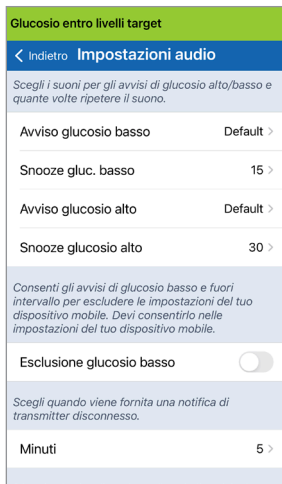 Glucosio entro livelli target
Indietro Impostazioni audio
Scegli i suoni per gli avvisi di glucosio alto/basso e
quante volte ripetere il suono.
Avviso glucosio basso Default
Snooze gluc. basso 15
Avviso glucosio alto Default
Snooze glucosio alto 30
Consenti gli avvisi di glucosio basso e fuori
intervallo per escludere le impostazioni del tuo
dispositivo mobile. Devi consentirlo nelle
impostazioni del tuo dispositivo mobile.
Esclusione glucosio basso
Scegli quando viene fornita una notifica di
transmitter disconnesso.
Minuti 5